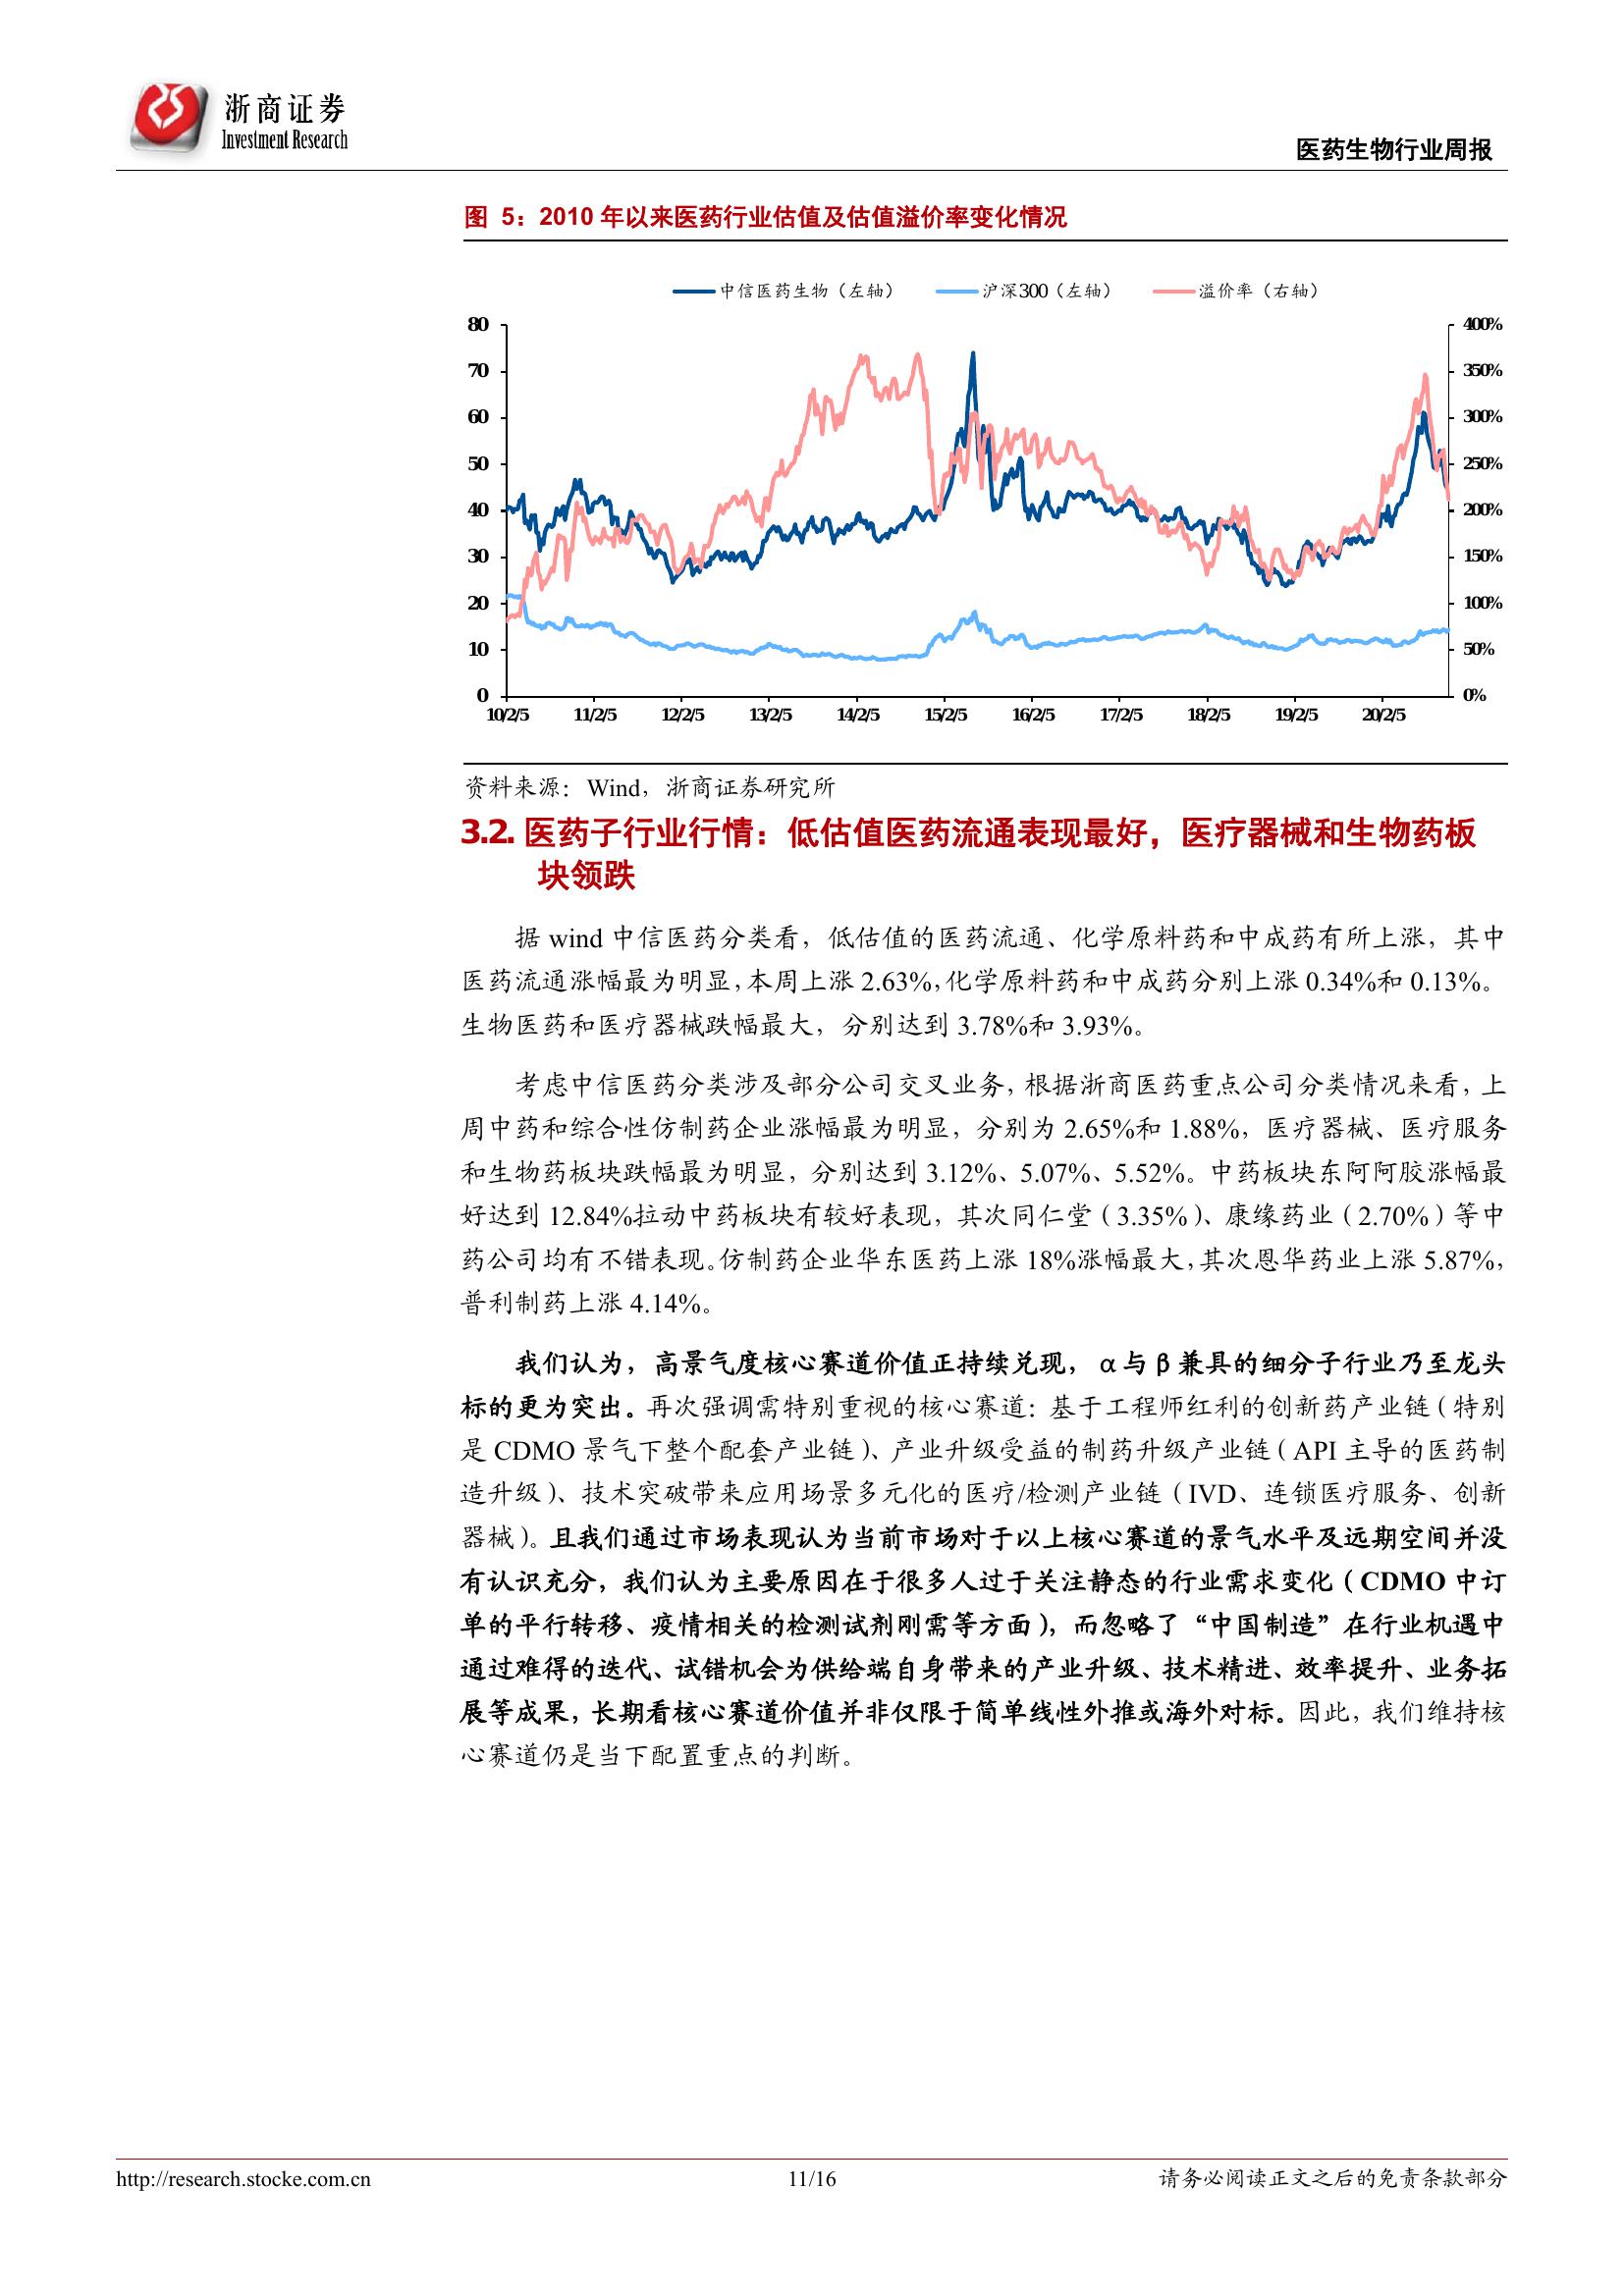 浙商证券
Investment Research
医药生物行业周报
图 5：2010 年以来医药行业估值及估值溢价率变化情况
中信医药生物（左轴） 沪深300（左轴） 溢价率（右轴）
80 400%
70 350%
60 300%
50 250%
40 200%
30 150%
20 100%
10 50%
0 0%
10/2/5 11/2/5 12/2/5 13/2/5 14/2/5 15/2/5 16/2/5 17/2/5 18/2/5 19/2/5 20/2/5
资料来源：Wind，浙商证券研究所
3.2. 医药子行业行情：低估值医药流通表现最好，医疗器械和生物药板
块领跌
据 wind 中信医药分类看，低估值的医药流通、化学原料药和中成药有所上涨，其中
医药流通涨幅最为明显，本周上涨 2.63%，化学原料药和中成药分别上涨 0.34%和 0.13%。
生物医药和医疗器械跌幅最大，分别达到 3.78%和 3.93%。
考虑中信医药分类涉及部分公司交叉业务，根据浙商医药重点公司分类情况来看，上
周中药和综合性仿制药企业涨幅最为明显，分别为 2.65%和 1.88%，医疗器械、医疗服务
和生物药板块跌幅最为明显，分别达到 3.12%、5.07%、5.52%。中药板块东阿阿胶涨幅最
好达到 12.84%拉动中药板块有较好表现，其次同仁堂（3.35%）、康缘药业（2.70%）等中
药公司均有不错表现。仿制药企业华东医药上涨 18%涨幅最大，其次恩华药业上涨 5.87%，
普利制药上涨 4.14%。
我们认为，高景气度核心赛道价值正持续兑现，α与β兼具的细分子行业乃至龙头
标的更为突出。再次强调需特别重视的核心赛道：基于工程师红利的创新药产业链（特别
是 CDMO 景气下整个配套产业链）、产业升级受益的制药升级产业链（API 主导的医药制
造升级）、技术突破带来应用场景多元化的医疗/检测产业链（IVD、连锁医疗服务、创新
器械）。且我们通过市场表现认为当前市场对于以上核心赛道的景气水平及远期空间并没
有认识充分，我们认为主要原因在于很多人过于关注静态的行业需求变化（CDMO 中订
单的平行转移、疫情相关的检测试剂刚需等方面），而忽略了“中国制造”在行业机遇中
通过难得的迭代、试错机会为供给端自身带来的产业升级、技术精进、效率提升、业务拓
展等成果，长期看核心赛道价值并非仅限于简单线性外推或海外对标。因此，我们维持核
心赛道仍是当下配置重点的判断。
http://research.stocke.com.cn 11/16 请务必阅读正文之后的免责条款部分